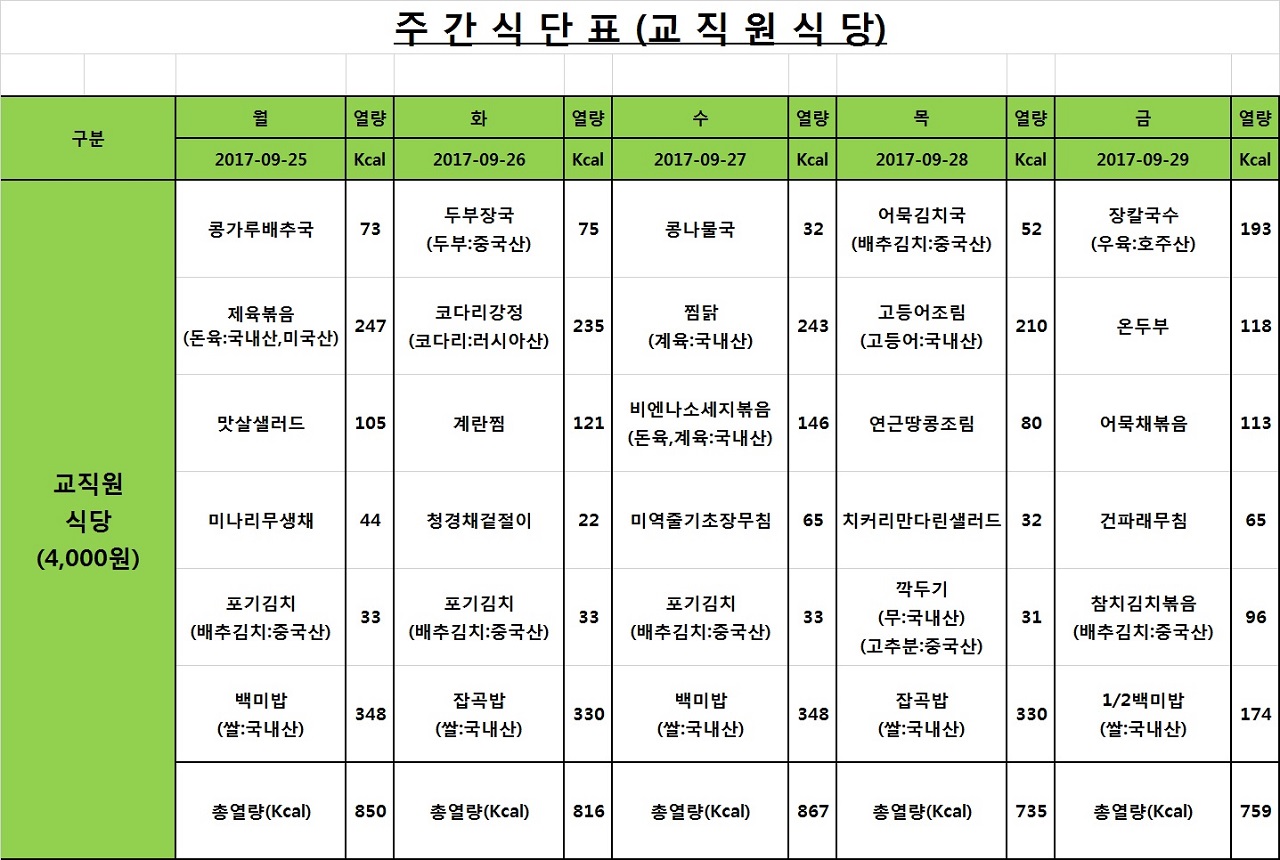 주 간 식 단 표 (교 직 원 식 당)
구분 월 열량 화 열량 수 열량 목 열량 금 열량
2017-09-25 Kcal 2017-09-26 Kcal 2017-09-27 Kcal 2017-09-28 Kcal 2017-09-29 Kcal
교직원
식당
(4,000원)
콩가루배추국 73 두부장국 75 콩나물국 32 어묵김치국 52 장칼국수 193
(두부:중국산) (배추김치:중국산) (우육:호주산)
제육볶음 247 코다리강정 235 찜닭 243 고등어조림 210 온두부 118
(돈육:국내산,미국산) (코다리:러시아산) (계육:국내산) (고등어:국내산)
맛살샐러드 105 계란찜 121 비엔나소세지볶음 146 연근땅콩조림 80 어묵채볶음 113
(돈육,계육:국내산)
미나리무생채 44 청경채겉절이 22 미역줄기초장무침 65 치커리만다린샐러드 32 건파래무침 65
포기김치 33 포기김치 33 포기김치 33 깍두기 31 참치김치볶음 96
(배추김치:중국산) (배추김치:중국산) (배추김치:중국산) (무:국내산) (배추김치:중국산)
(고추분:중국산)
백미밥 348 잡곡밥 330 백미밥 348 잡곡밥 330 1/2백미밥 174
(쌀:국내산) (쌀:국내산) (쌀:국내산) (쌀:국내산) (쌀:국내산)
총열량(Kcal) 850 총열량(Kcal) 816 총열량(Kcal) 867 총열량(Kcal) 735 총열량(Kcal) 759